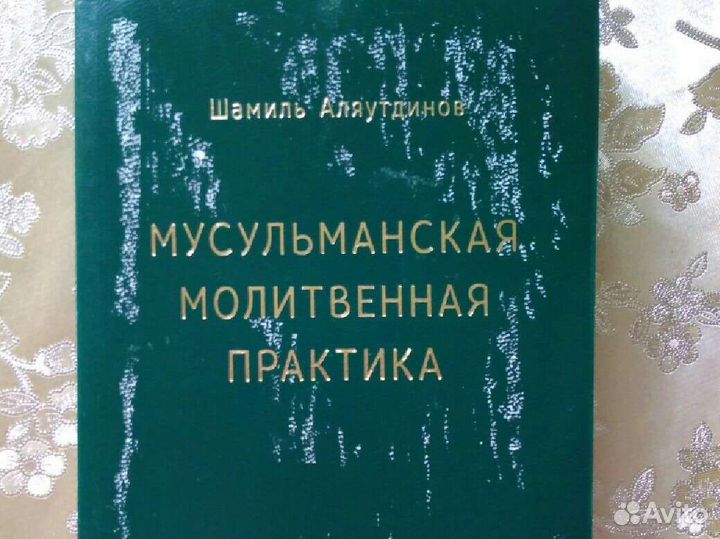 Шамиль Аляутдинов
МУСУЛЬМАНСКАЯ
МОЛИТВЕННАЯ
ПРАКТИКА
Avito